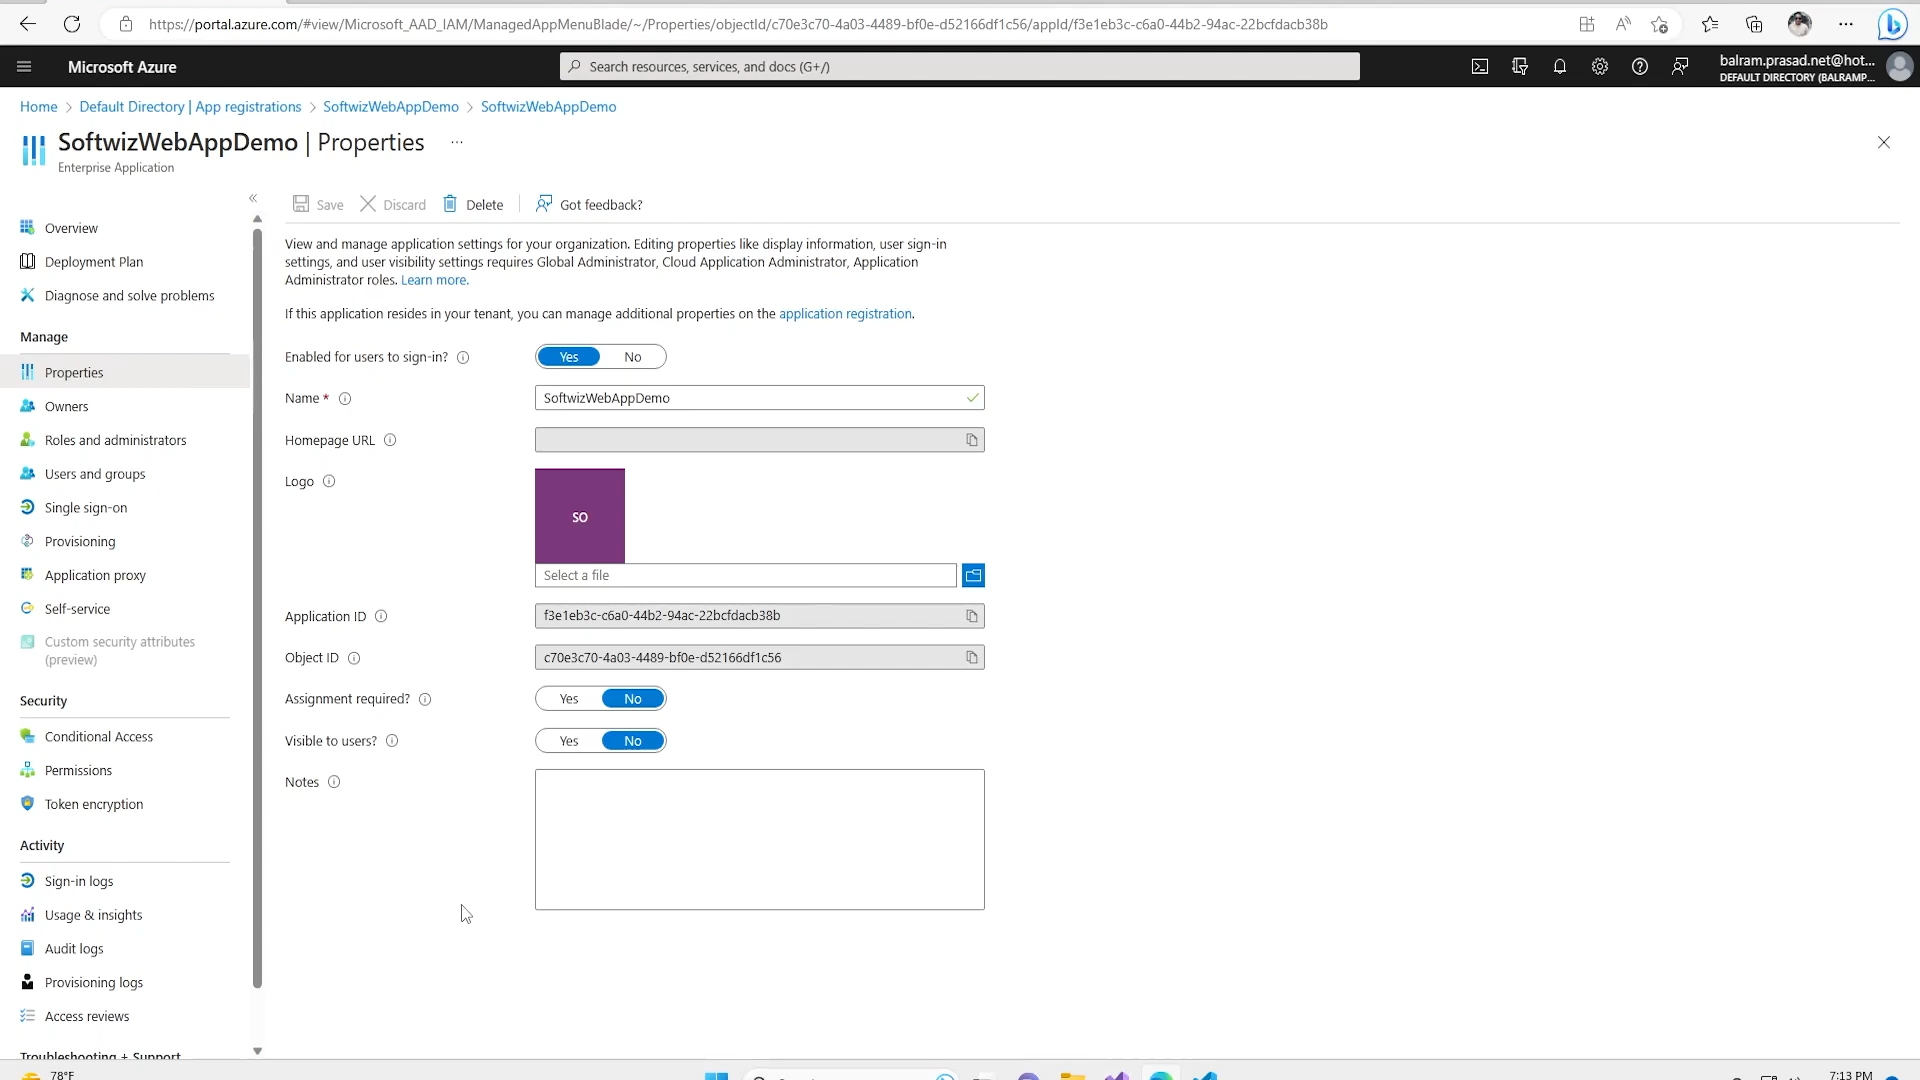 https://portal.azure.com/#view/Microsoft_AAD_IAM/ManagedAppMenuBlade/~/Properties/objectId/c70e3c70-4a03-4489-bf0e-d52166df1c56/appId/f3e1eb3c-c6a0-44b2-94ac-22bcfdacb38b
Microsoft Azure
Search resources, services, and docs (G+/)
balram.prasad.net@hot...
DEFAULT DIRECTORY (BALRAMP...
Home > Default Directory | App registrations > SoftwizWebAppDemo > SoftwizWebAppDemo
SoftwizWebAppDemo | Properties ...
Enterprise Application
Save Discard Delete Got feedback?
Overview
Deployment Plan
Diagnose and solve problems
Manage
Properties
Owners
Roles and administrators
Users and groups
Single sign-on
Provisioning
Application proxy
Self-service
Custom security attributes
(preview)
Security
Conditional Access
Permissions
Token encryption
Activity
Sign-in logs
Usage & insights
Audit logs
Provisioning logs
Access reviews
Troubleshooting + Support
View and manage application settings for your organization. Editing properties like display information, user sign-in
settings, and user visibility settings requires Global Administrator, Cloud Application Administrator, Application
Administrator roles. Learn more.
If this application resides in your tenant, you can manage additional properties on the application registration.
Enabled for users to sign-in? Yes No
Name * SoftwizWebAppDemo
Homepage URL
Logo
SO
Select a file
Application ID f3e1eb3c-c6a0-44b2-94ac-22bcfdacb38b
Object ID c70e3c70-4a03-4489-bf0e-d52166df1c56
Assignment required? Yes No
Visible to users? Yes No
Notes
78°F
7:13 PM